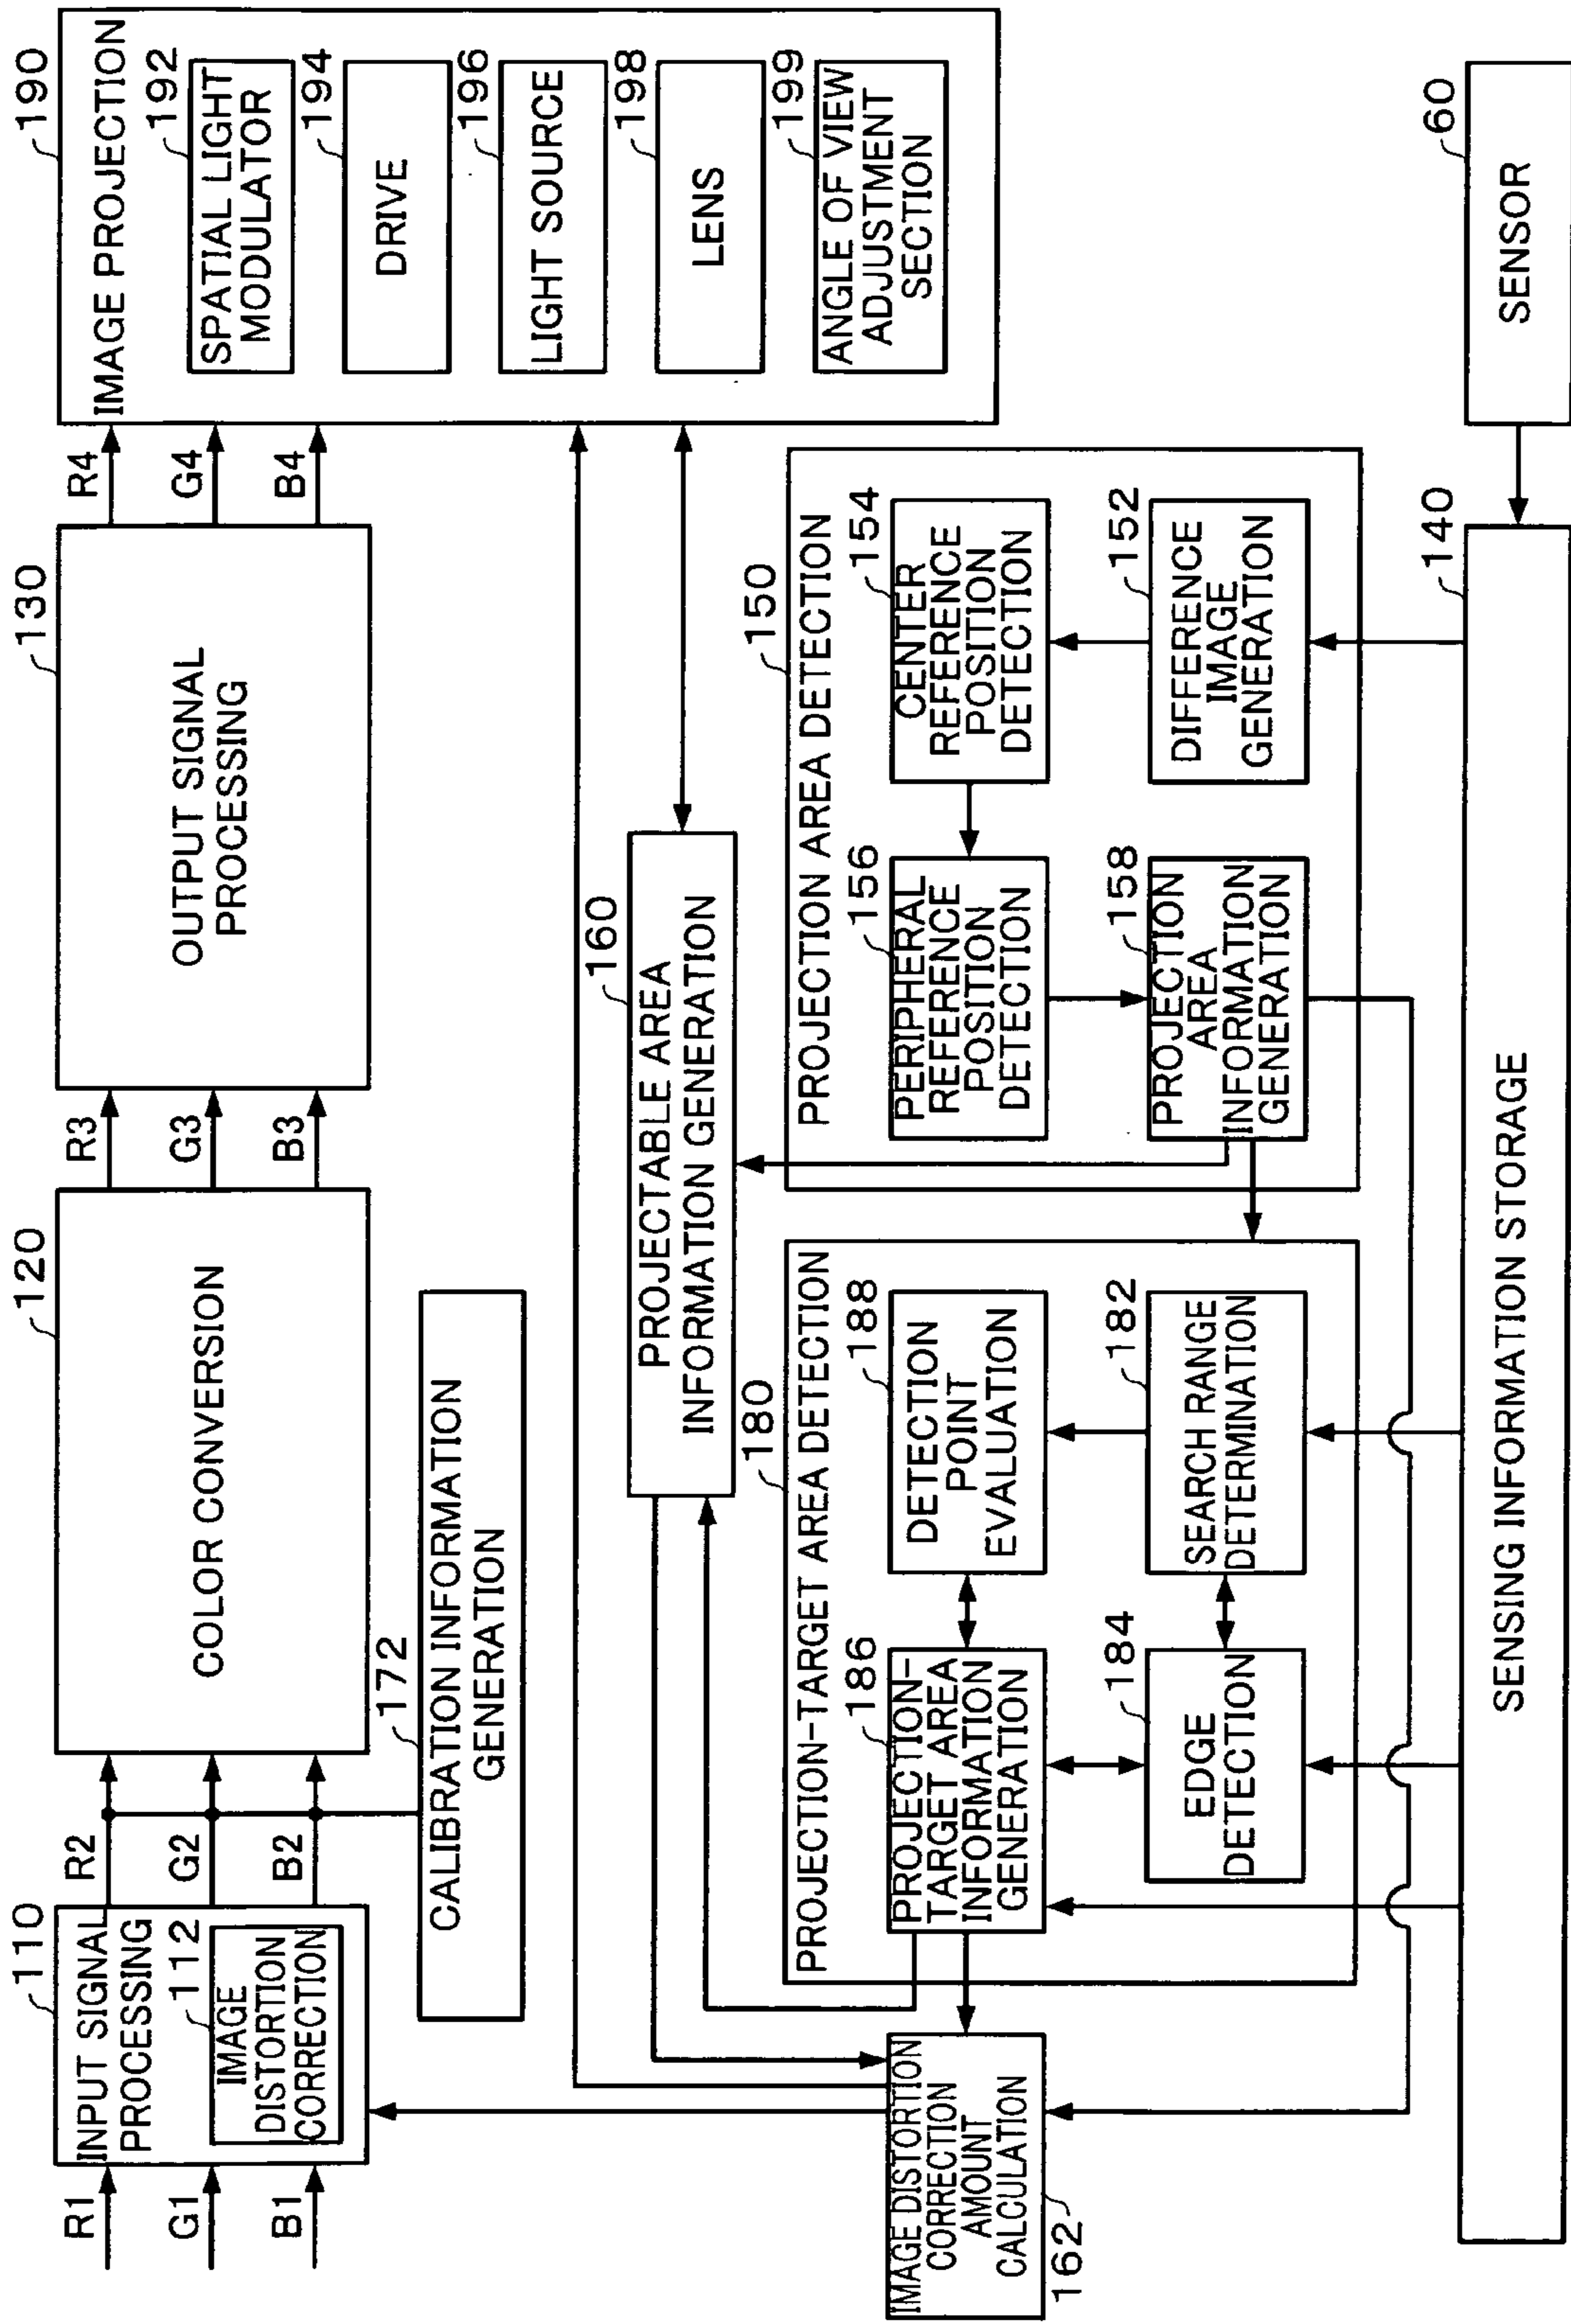 R1
G1
B1
110
INPUT SIGNAL
PROCESSING
112
IMAGE
DISTORTION
CORRECTION
R2
G2
B2
120
COLOR CONVERSION
R3
G3
B3
130
OUTPUT SIGNAL
PROCESSING
R4
G4
B4
190
IMAGE PROJECTION
192
SPATIAL LIGHT
MODULATOR
194
DRIVE
196
LIGHT SOURCE
198
LENS
199
ANGLE OF VIEW
ADJUSTMENT
SECTION
172
CALIBRATION INFORMATION
GENERATION
160
PROJECTABLE AREA
INFORMATION GENERATION
IMAGE DISTORTION
CORRECTION
AMOUNT
CALCULATION
162
180
PROJECTION-TARGET AREA DETECTION
186
PROJECTION-
TARGET AREA
INFORMATION
GENERATION
188
DETECTION
POINT
EVALUATION
184
EDGE
DETECTION
182
SEARCH RANGE
DETERMINATION
150
PROJECTION AREA DETECTION
156
PERIPHERAL
REFERENCE
POSITION
DETECTION
154
CENTER
REFERENCE
POSITION
DETECTION
158
PROJECTION
AREA
INFORMATION
GENERATION
152
DIFFERENCE
IMAGE
GENERATION
140
SENSING INFORMATION STORAGE
60
SENSOR